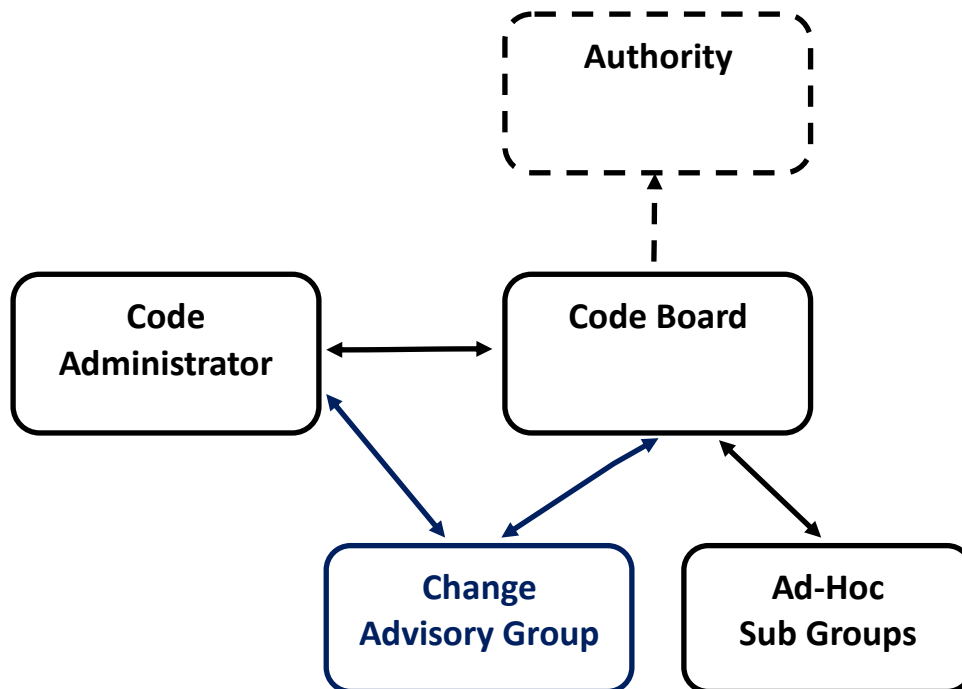 Authority
Code
Administrator
Code Board
Change
Advisory Group
Ad-Hoc
Sub Groups